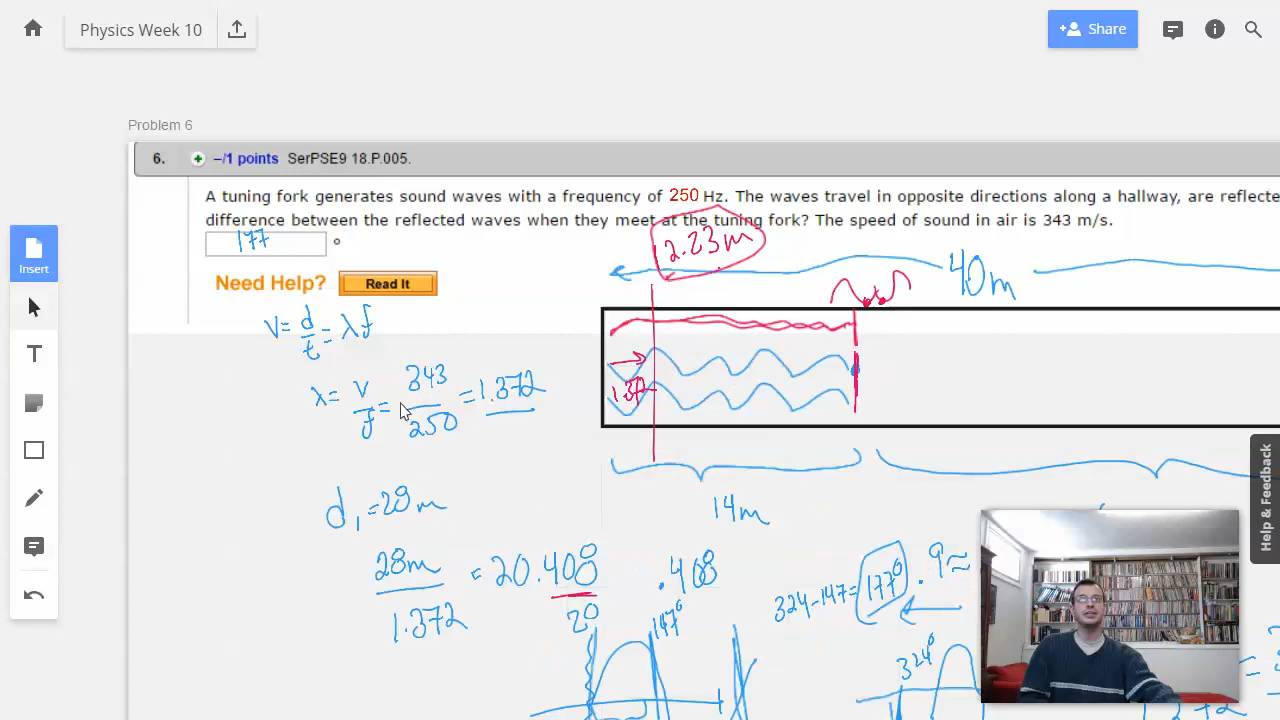 Physics Week 10
Share
Problem 6
6. –/1 points SerPSE9 18.P.005.
A tuning fork generates sound waves with a frequency of 250 Hz. The waves travel in opposite directions along a hallway, are reflecte
difference between the reflected waves when they meet at the tuning fork? The speed of sound in air is 343 m/s.
177 °
2.23m
Need Help? Read It
40m
v = d/t = λf
λ = v/f = 343/250 = 1.372
1.372
d₁ = 28m
14m
28m/1.372 = 20.408
.408
324-147=177° .9≈
20
147°
324°
Insert
T
Help & Feedback